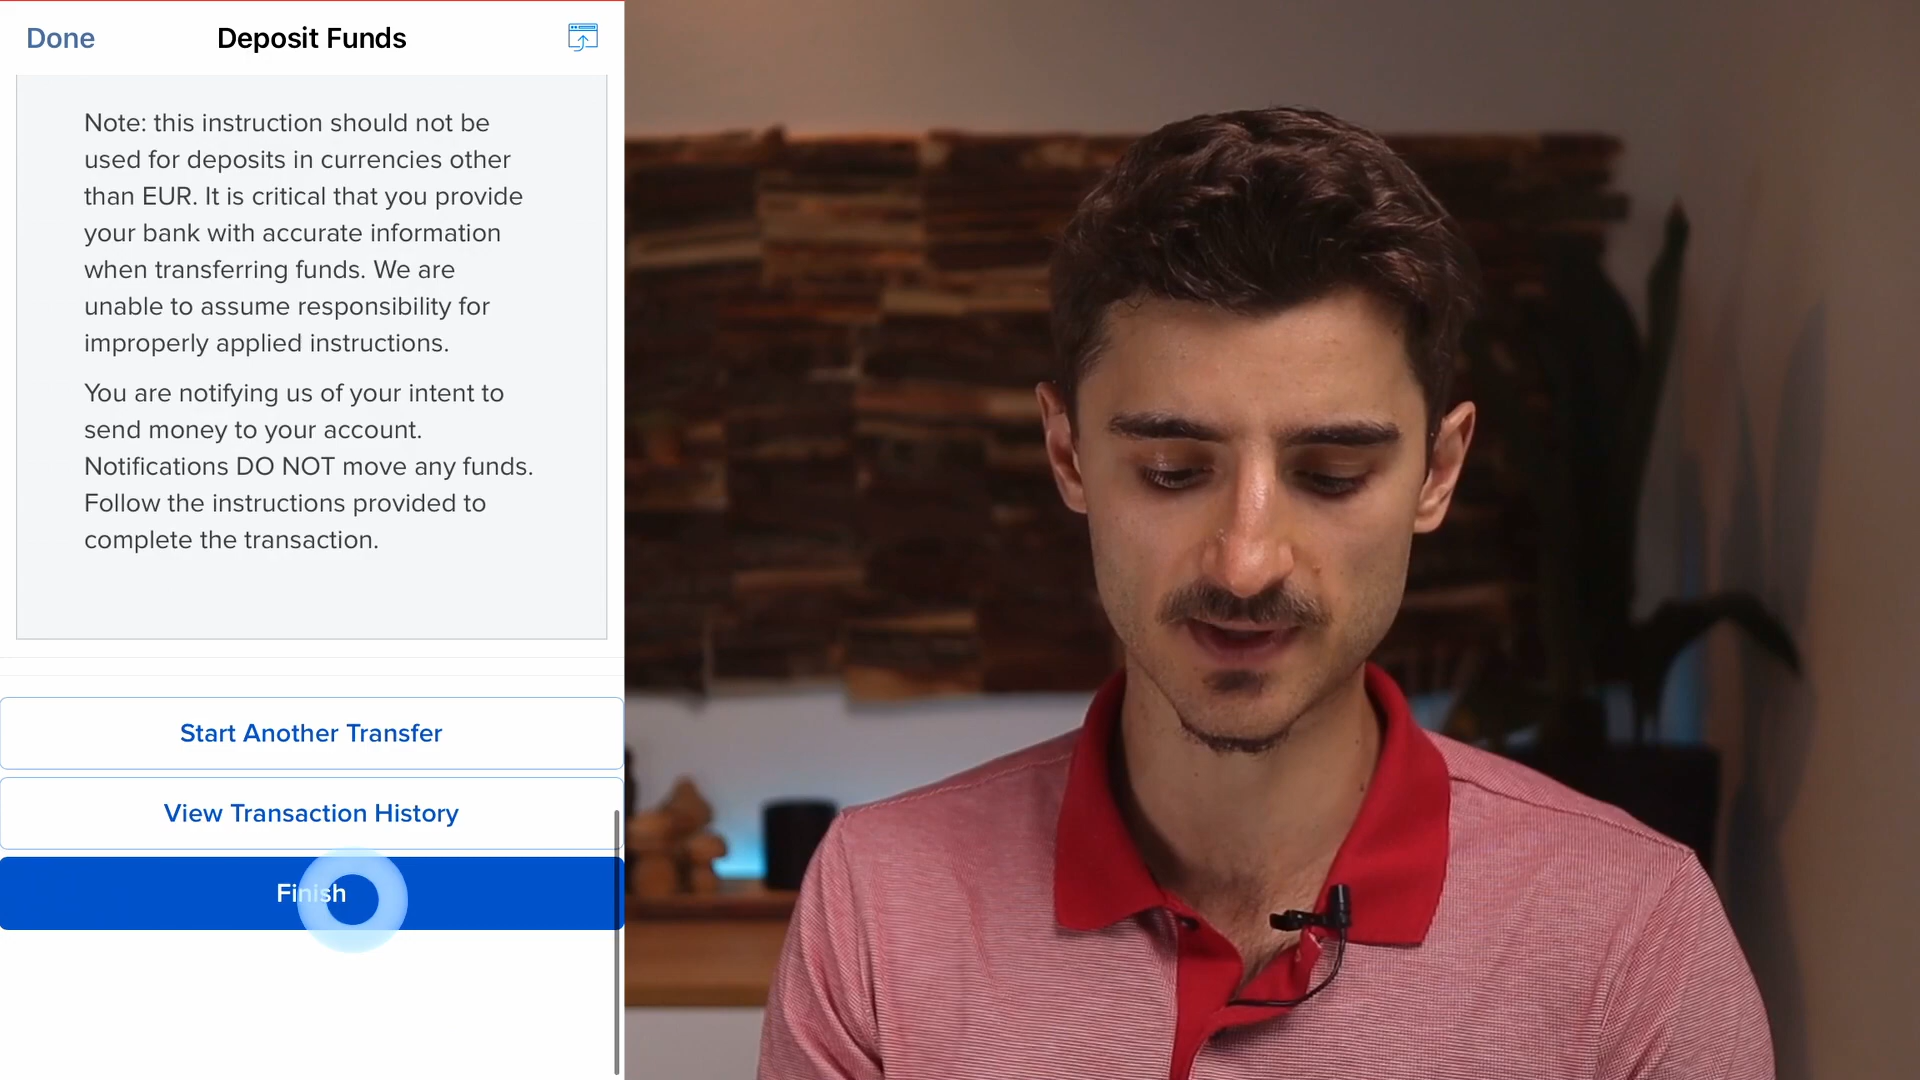 Done
Deposit Funds
Note: this instruction should not be
used for deposits in currencies other
than EUR. It is critical that you provide
your bank with accurate information
when transferring funds. We are
unable to assume responsibility for
improperly applied instructions.
You are notifying us of your intent to
send money to your account.
Notifications DO NOT move any funds.
Follow the instructions provided to
complete the transaction.
Start Another Transfer
View Transaction History
Finish